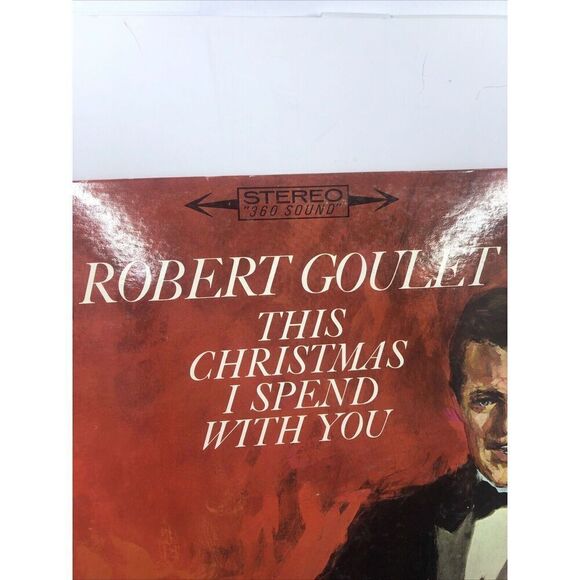 STEREO
"360 SOUND"
ROBERT GOULET
THIS
CHRISTMAS
I SPEND
WITH YOU